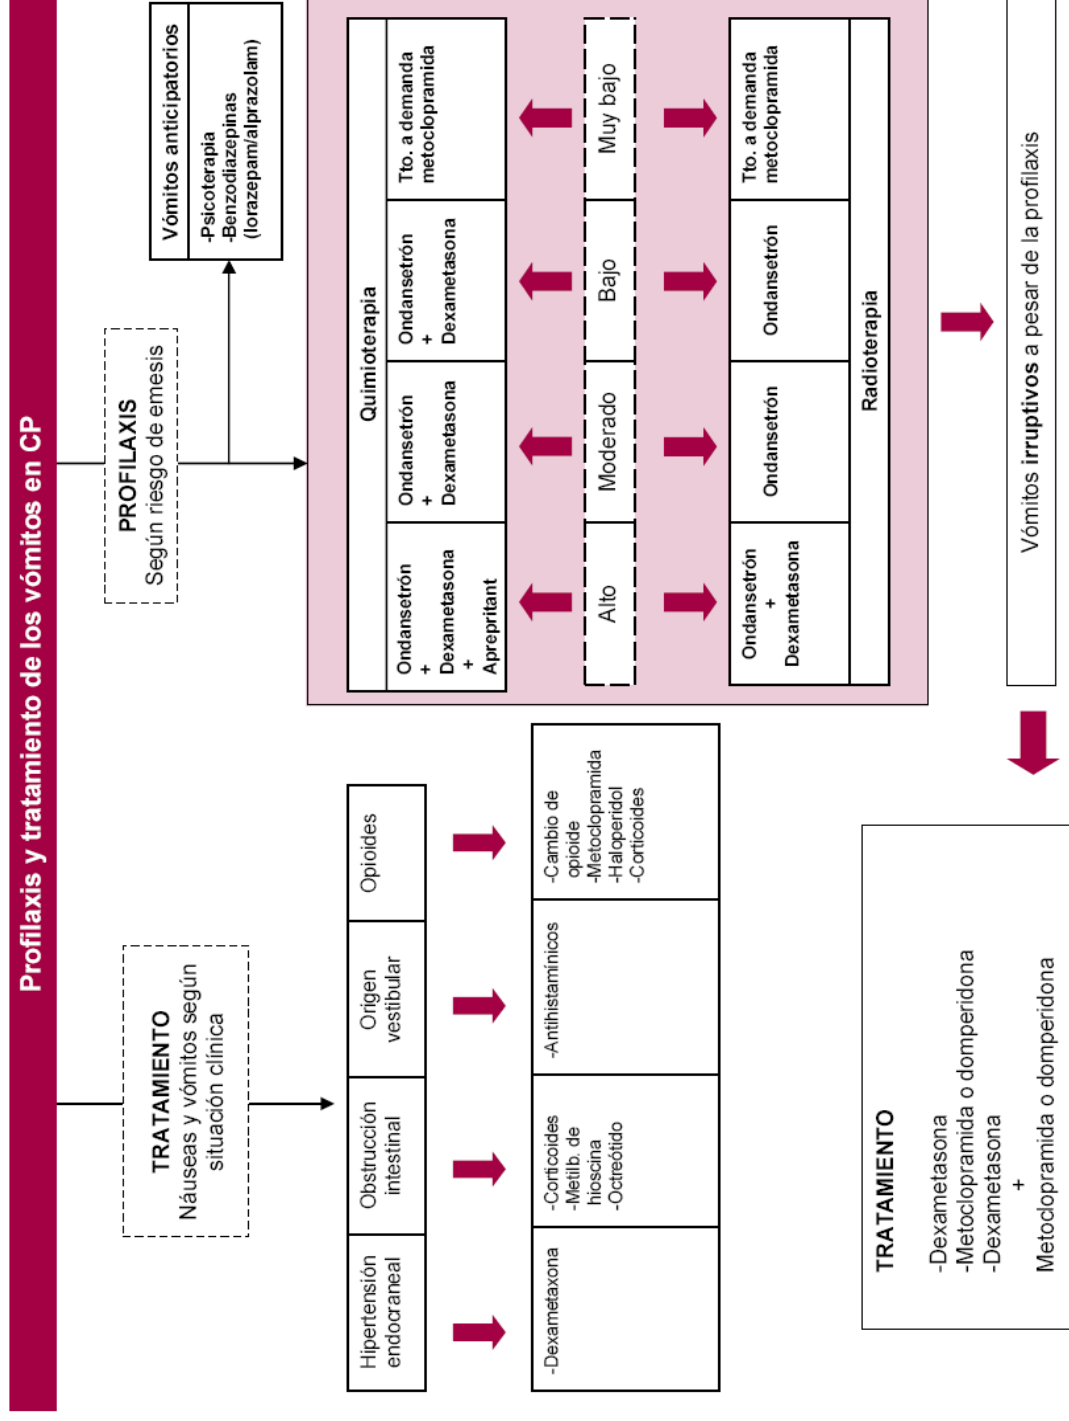 Profilaxis y tratamiento de los vómitos en CP
TRATAMIENTO
Náuseas y vómitos según
situación clínica
Hipertensión
endocraneal
Obstrucción
intestinal
Origen
vestibular
Opioides
-Dexametaxona
-Corticoides
-Metilb. de
hioscina
-Octreótido
-Antihistamínicos
-Cambio de
opioide
-Metoclopramida
-Haloperidol
-Corticoides
PROFILAXIS
Según riesgo de emesis
Vómitos anticipatorios
-Psicoterapia
-Benzodiazepinas
(lorazepam/alprazolam)
Quimioterapia
Ondansetrón
+
Dexametasona
+
Aprepritant
Ondansetrón
+
Dexametasona
Ondansetrón
+
Dexametasona
Tto. a demanda
metoclopramida
Alto
Moderado
Bajo
Muy bajo
Ondansetrón
+
Dexametasona
Ondansetrón
Ondansetrón
Tto. a demanda
metoclopramida
Radioterapia
Vómitos irruptivos a pesar de la profilaxis
TRATAMIENTO
-Dexametasona
-Metoclopramida o domperidona
-Dexametasona
+
Metoclopramida o domperidona